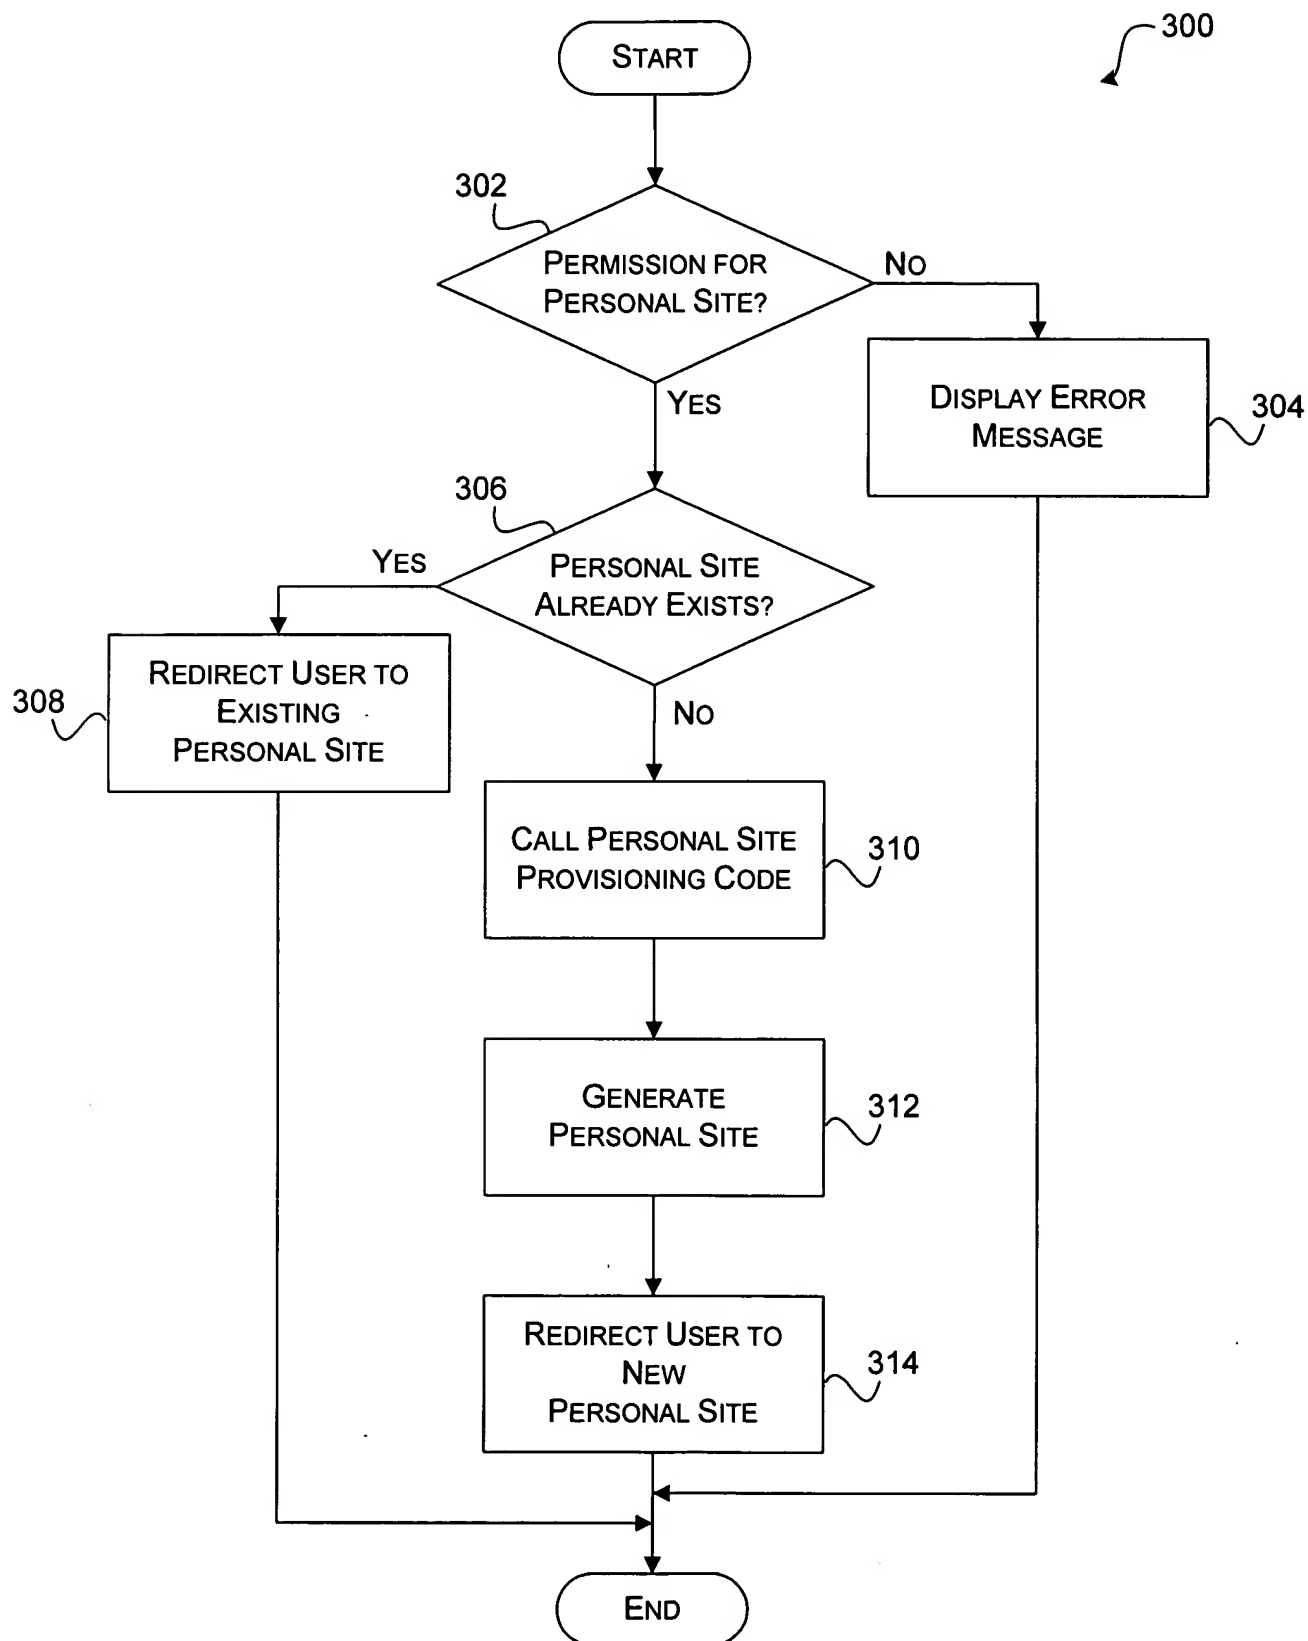 START
300
302
PERMISSION FOR
PERSONAL SITE?
NO
YES
DISPLAY ERROR
MESSAGE
304
306
YES
PERSONAL SITE
ALREADY EXISTS?
NO
308
REDIRECT USER TO
EXISTING
PERSONAL SITE
CALL PERSONAL SITE
PROVISIONING CODE
310
GENERATE
PERSONAL SITE
312
REDIRECT USER TO
NEW
PERSONAL SITE
314
END